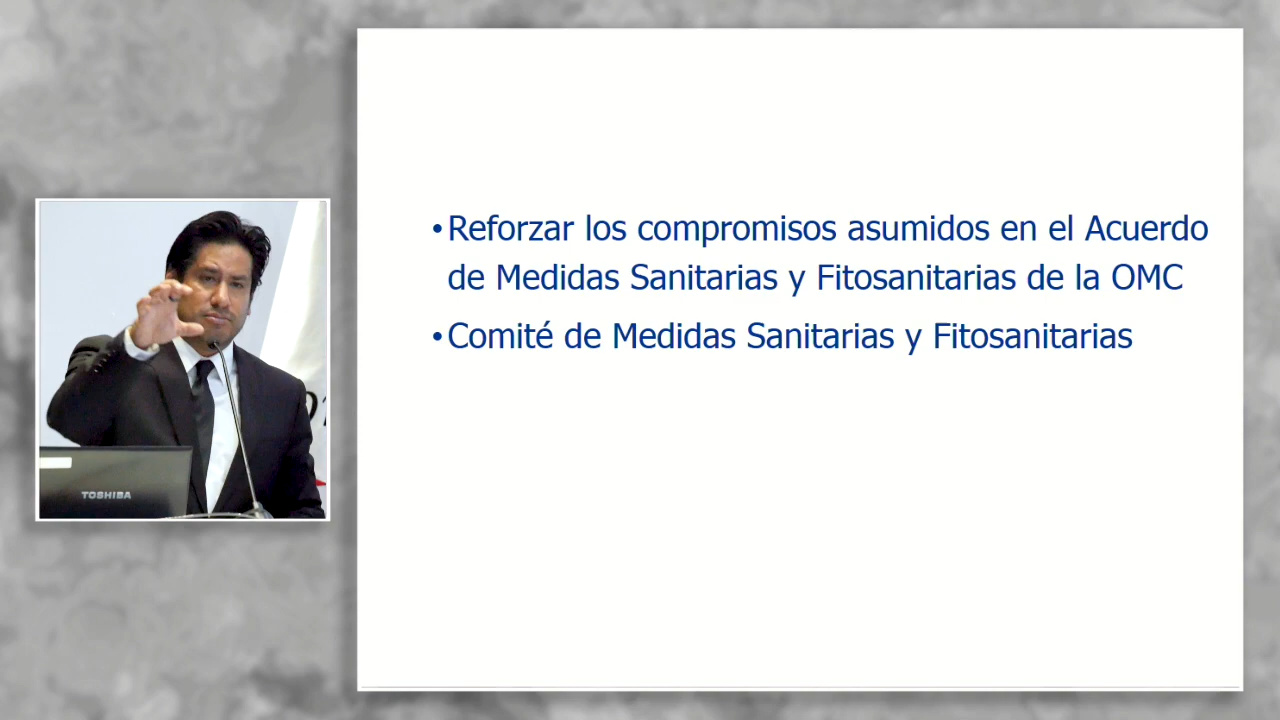 •Reforzar los compromisos asumidos en el Acuerdo
de Medidas Sanitarias y Fitosanitarias de la OMC
•Comité de Medidas Sanitarias y Fitosanitarias
TOSHIBA